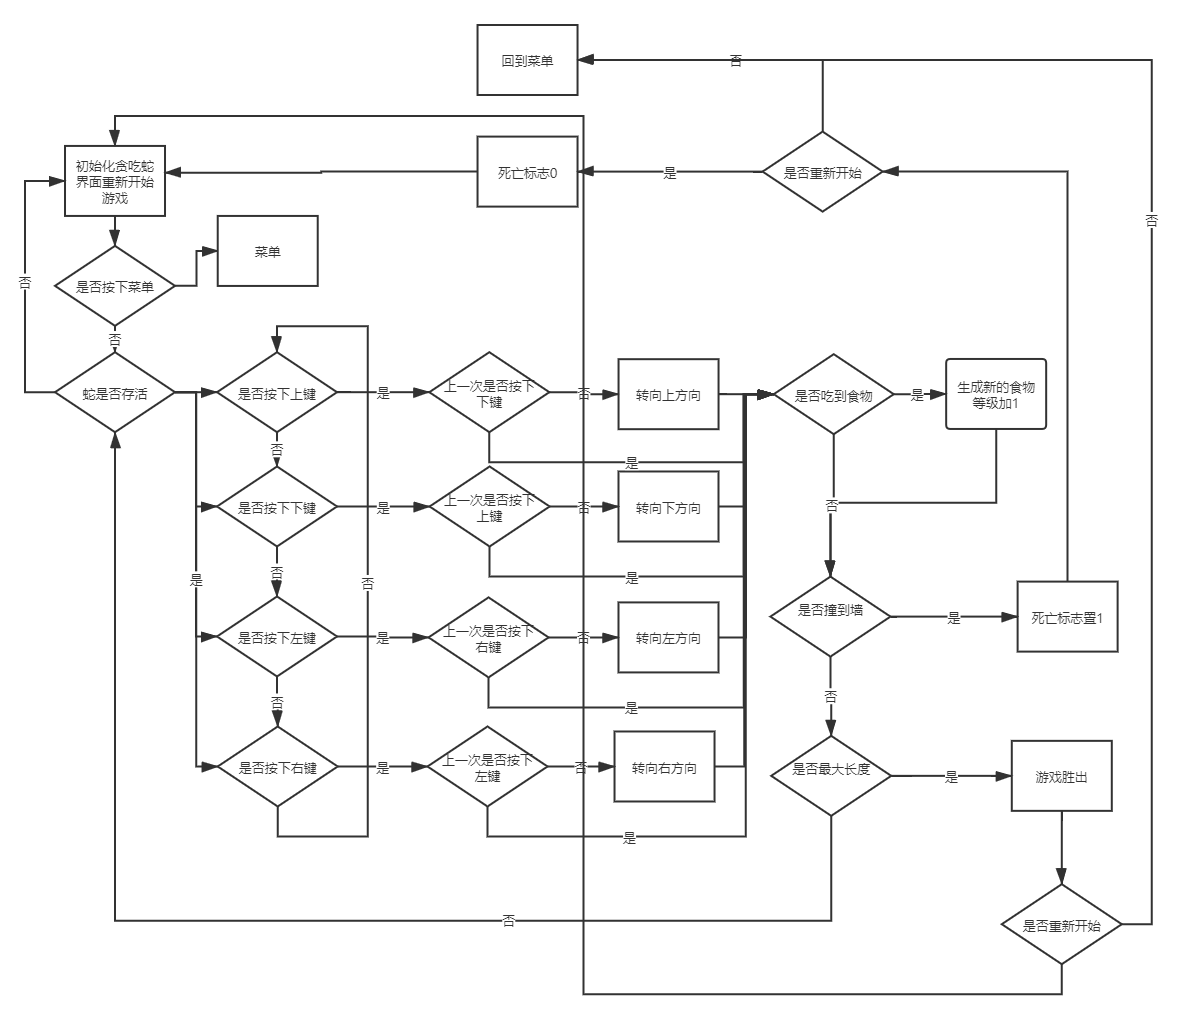 回到菜单
否
初始化贪吃蛇
界面重新开始
游戏
死亡标志0
是
是否重新开始
否
菜单
否
是否按下菜单
否
蛇是否存活
是否按下上键
是
上一次是否按下
下键
否
转向上方向
是否吃到食物
是
生成新的食物
等级加1
否
是
是否按下下键
是
上一次是否按下
上键
否
转向下方向
否
是
否
否
是
是否撞到墙
是
死亡标志置1
是否按下左键
是
上一次是否按下
右键
否
转向左方向
否
是
否
是否按下右键
是
上一次是否按下
左键
否
转向右方向
是否最大长度
是
游戏胜出
是
否
是否重新开始